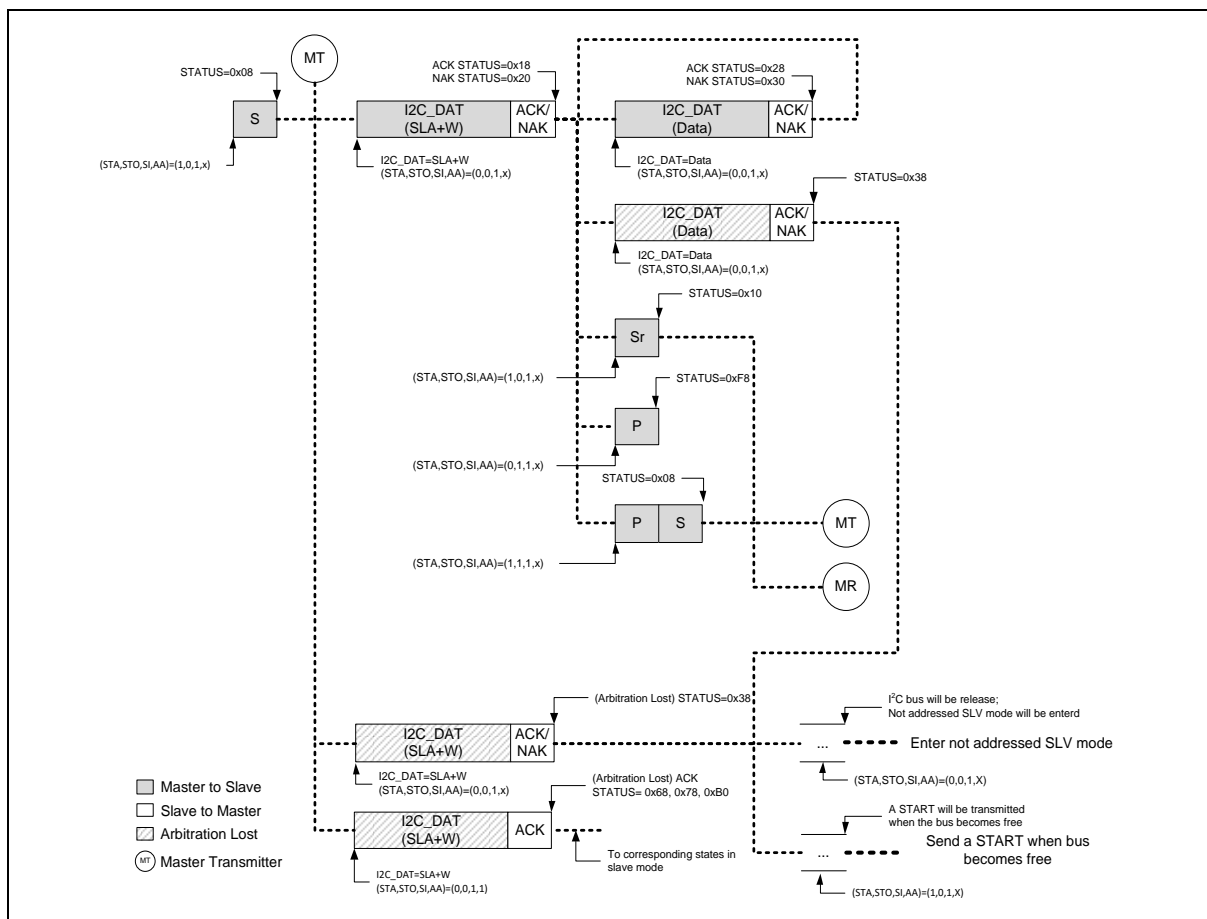 MT
STATUS=0x08
ACK STATUS=0x18
NAK STATUS=0x20
ACK STATUS=0x28
NAK STATUS=0x30
S
I2C_DAT
(SLA+W)
ACK/
NAK
I2C_DAT
(Data)
ACK/
NAK
(STA,STO,SI,AA)=(1,0,1,x)
I2C_DAT=SLA+W
(STA,STO,SI,AA)=(0,0,1,x)
I2C_DAT=Data
(STA,STO,SI,AA)=(0,0,1,x)
STATUS=0x38
I2C_DAT
(Data)
ACK/
NAK
I2C_DAT=Data
(STA,STO,SI,AA)=(0,0,1,x)
STATUS=0x10
Sr
(STA,STO,SI,AA)=(1,0,1,x)
STATUS=0xF8
P
(STA,STO,SI,AA)=(0,1,1,x)
STATUS=0x08
P
S
MT
(STA,STO,SI,AA)=(1,1,1,x)
MR
(Arbitration Lost) STATUS=0x38
I2C_DAT
(SLA+W)
ACK/
NAK
I2C_DAT=SLA+W
(STA,STO,SI,AA)=(0,0,1,x)
I²C bus will be release;
Not addressed SLV mode will be enterd
...
Enter not addressed SLV mode
(STA,STO,SI,AA)=(0,0,1,X)
(Arbitration Lost) ACK
STATUS= 0x68, 0x78, 0xB0
I2C_DAT
(SLA+W)
ACK
I2C_DAT=SLA+W
(STA,STO,SI,AA)=(0,0,1,1)
To corresponding states in
slave mode
A START will be transmitted
when the bus becomes free
...
Send a START when bus
becomes free
(STA,STO,SI,AA)=(1,0,1,X)
Master to Slave
Slave to Master
Arbitration Lost
MT
Master Transmitter